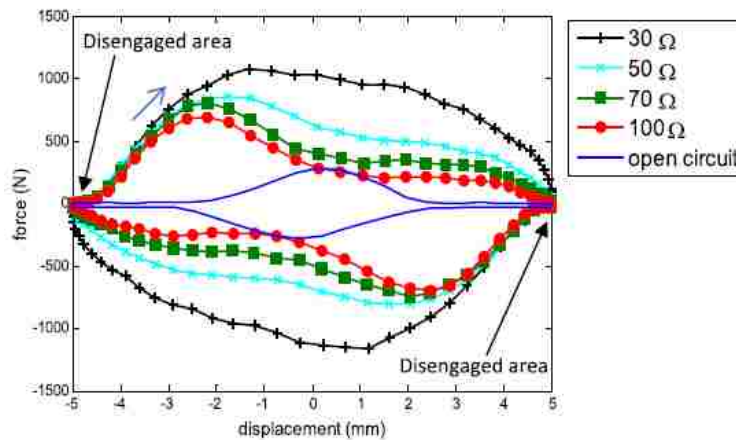 1500
Disengaged area
1000
500
0
-500
-1000
-1500
force (N)
Disengaged area
-5 -4 -3 -2 -1 0 1 2 3 4 5
displacement (mm)
30 Ω
50 Ω
70 Ω
100Ω
open circuit